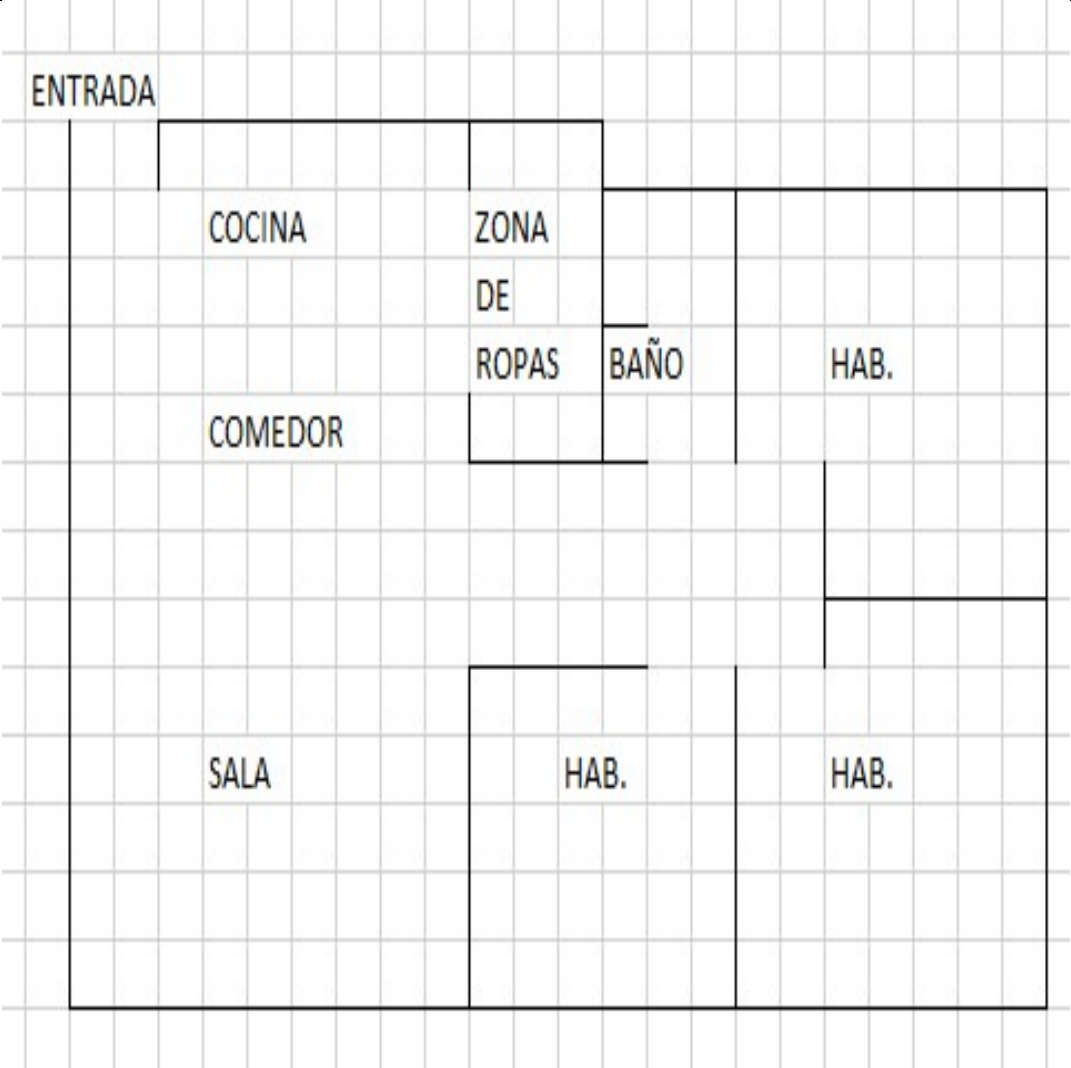 ENTRADA
COCINA
ZONA
DE
ROPAS
BAÑO
HAB.
COMEDOR
SALA
HAB.
HAB.